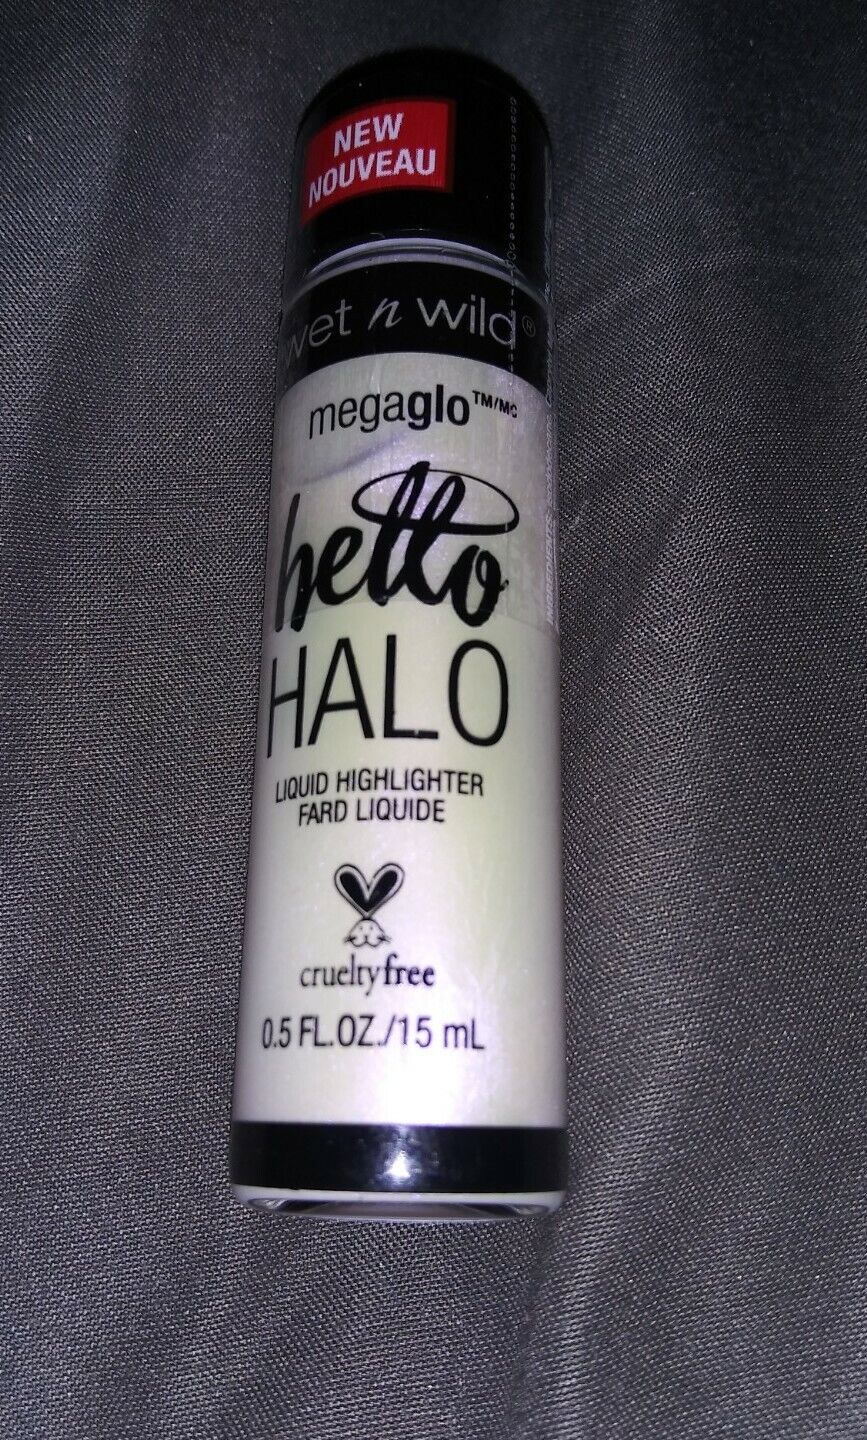 NEW
NOUVEAU
wet n wild®
megaglo™/MC
hello
HALO
LIQUID HIGHLIGHTER
FARD LIQUIDE
crueltyfree
0.5 FL.OZ./15 mL